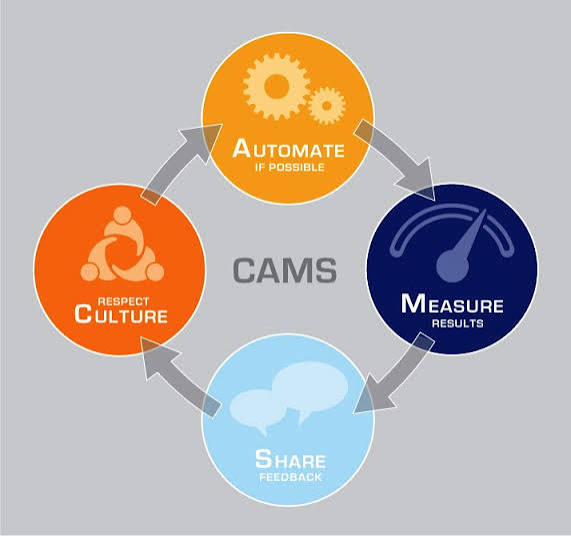 AUTOMATE
IF POSSIBLE
CAMS
RESPECT
CULTURE
MEASURE
RESULTS
SHARE
FEEDBACK